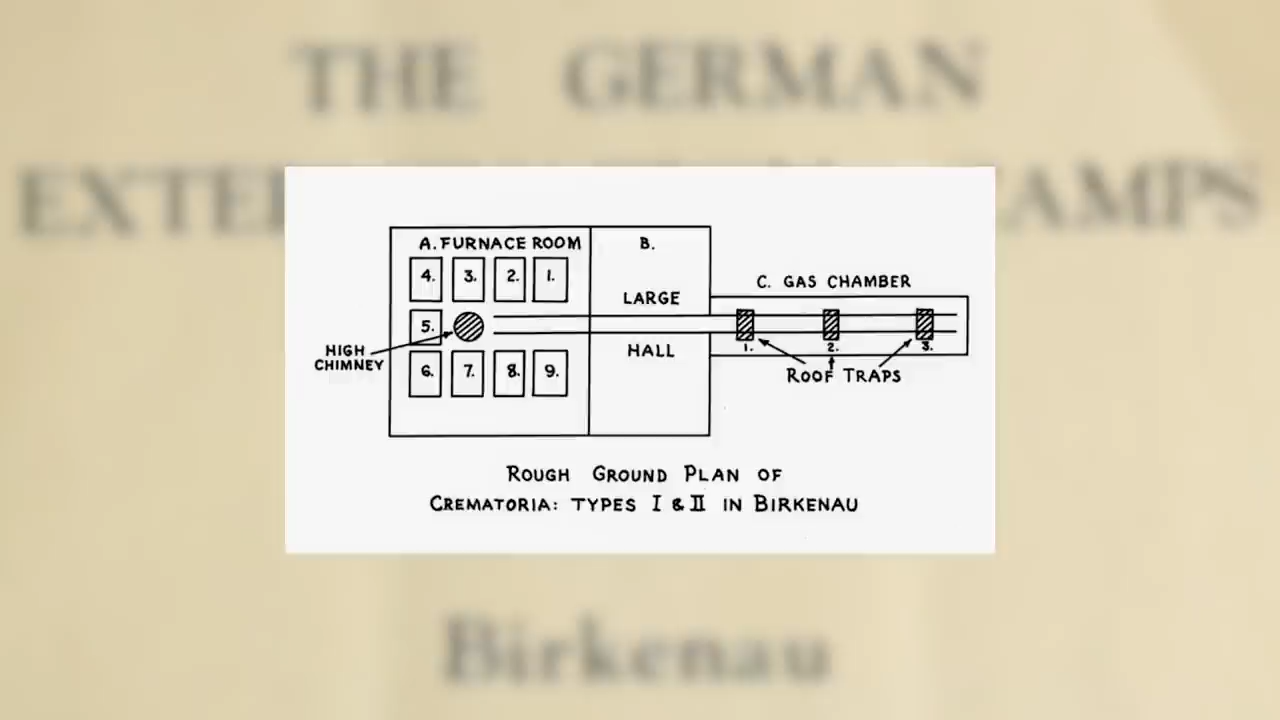 THE GERMAN
A. FURNACE ROOM
B.
4. 3. 2. 1.
C. GAS CHAMBER
LARGE
5.
HIGH
CHIMNEY
HALL
1. 2. 3.
ROOF TRAPS
6. 7. 8. 9.
ROUGH GROUND PLAN OF
CREMATORIA: TYPES I & II IN BIRKENAU
Birkenau